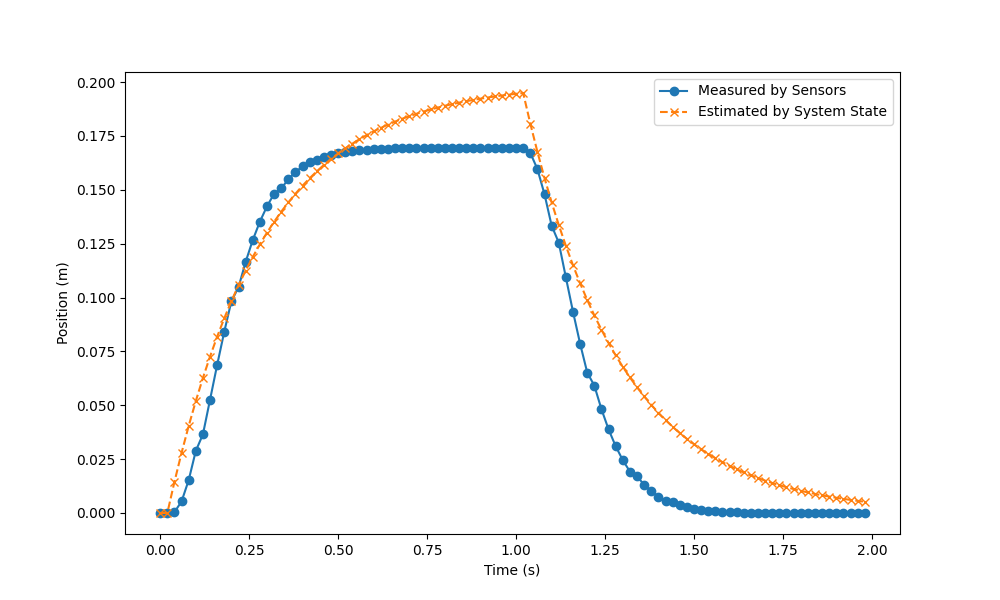 Measured by Sensors
Estimated by System State
Position (m)
0.200
0.175
0.150
0.125
0.100
0.075
0.050
0.025
0.000
0.00 0.25 0.50 0.75 1.00 1.25 1.50 1.75 2.00
Time (s)